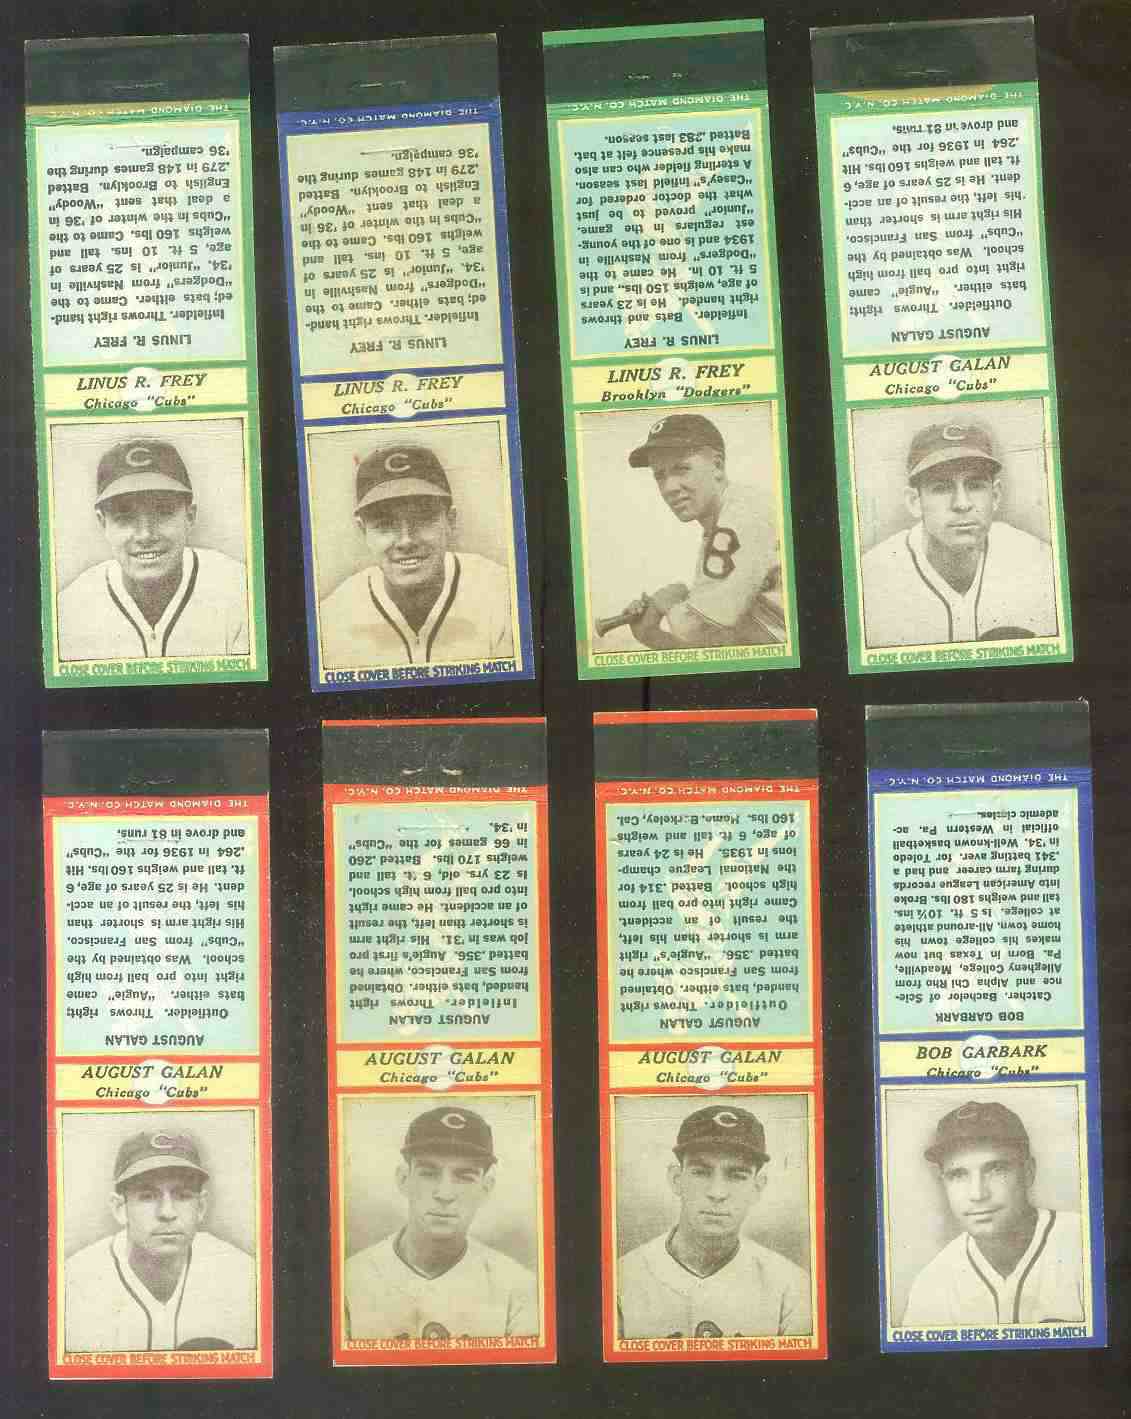 THE DIAMOND MATCH CO. N.Y.C.
LINUS R. FREY
Infielder. Throws right hand-
ed; bats either. Came to the
"Dodgers" from Nashville in
'34. "Junior" is 25 years of
age, 5 ft. 10 ins. tall and
weighs 160 lbs. Came to the
"Cubs in the winter of '36 in
a deal that sent "Woody"
English to Brooklyn. Batted
.279 in 148 games during the
'36 campaign.
LINUS R. FREY
Chicago "Cubs"
CLOSE COVER BEFORE STRIKING MATCH
THE DIAMOND MATCH CO. N.Y.C.
LINUS R. FREY
Infielder. Throws right hand-
ed; bats either. Came to the
"Dodgers" from Nashville in
'34. "Junior" is 25 years of
age, 5 ft. 10 ins. tall and
weighs 160 lbs. Came to the
"Cubs in the winter of '36 in
a deal that sent "Woody"
English to Brooklyn. Batted
.279 in 148 games during the
'36 campaign.
LINUS R. FREY
Chicago "Cubs"
CLOSE COVER BEFORE STRIKING MATCH
THE DIAMOND MATCH CO. N.Y.C.
LINUS R. FREY
Infielder. Bats and throws
right handed. He is 23 years
of age, weighs 150 lbs., and is
5 ft. 10 in. He came to the
"Dodgers" from Nashville in
1934 and is one of the young-
est regulars in the game.
"Junior" proved to be just
what the doctor ordered for
"Casey's" infield last season.
A sterling fielder who can also
make his presence felt at bat.
Batted .283 last season.
LINUS R. FREY
Brooklyn "Dodgers"
B
CLOSE COVER BEFORE STRIKING MATCH
THE DIAMOND MATCH CO. N.Y.C.
AUGUST GALAN
Outfielder. Throws right;
bats either. "Augie" came
right into pro ball from high
school. Was obtained by the
"Cubs" from San Francisco.
His right arm is shorter than
his left, the result of an acci-
dent. He is 25 years of age, 6
ft. tall and weighs 160 lbs. Hit
.264 in 1936 for the "Cubs"
and drove in 81 runs.
AUGUST GALAN
Chicago "Cubs"
CLOSE COVER BEFORE STRIKING MATCH
THE DIAMOND MATCH CO. N.Y.C.
AUGUST GALAN
Outfielder. Throws right;
bats either. "Augie" came
right into pro ball from high
school. Was obtained by the
"Cubs" from San Francisco.
His right arm is shorter than
his left, the result of an acci-
dent. He is 25 years of age, 6
ft. tall and weighs 160 lbs. Hit
.264 in 1936 for the "Cubs"
and drove in 81 runs.
AUGUST GALAN
Chicago "Cubs"
CLOSE COVER BEFORE STRIKING MATCH
THE DIAMOND MATCH CO. N.Y.C.
AUGUST GALAN
Infielder. Throws right
handed, bats either. Obtained
from San Francisco, where he
batted .356. Augie's first pro
job was in '31. His right arm
is shorter than left, the result
of an accident. He came right
into pro ball from high school.
Is 23 yrs. old, 6 ft. tall and
weighs 170 lbs. Batted .260
in 66 games for the "Cubs"
in '34.
AUGUST GALAN
Chicago "Cubs"
CLOSE COVER BEFORE STRIKING MATCH
THE DIAMOND MATCH CO. N.Y.C.
AUGUST GALAN
Outfielder. Throws right
handed, bats either. Obtained
from San Francisco where he
batted .356. "Augie's" right
arm is shorter than his left,
the result of an accident.
Came right into pro ball from
high school. Batted .314 for
the National League champ-
ions in 1935. He is 24 years
of age, 6 ft. tall and weighs
160 lbs. Home, Berkeley, Cal.
AUGUST GALAN
Chicago "Cubs"
CLOSE COVER BEFORE STRIKING MATCH
THE DIAMOND MATCH CO. N.Y.C.
BOB GARBARK
Catcher. Bachelor of Scie-
nce and Alpha Chi Rho from
Allegheny College, Meadville,
Pa. Born in Texas but now
makes his college town his
home town. All-around athlete
at college. Is 5 ft. 10½ ins.
tall and weighs 180 lbs. Broke
into American League records
during farm career and had a
.341 batting aver. for Toledo
in '34. Well-known basketball
official in Western Pa. ac-
ademic circles.
BOB GARBARK
Chicago "Cubs"
CLOSE COVER BEFORE STRIKING MATCH